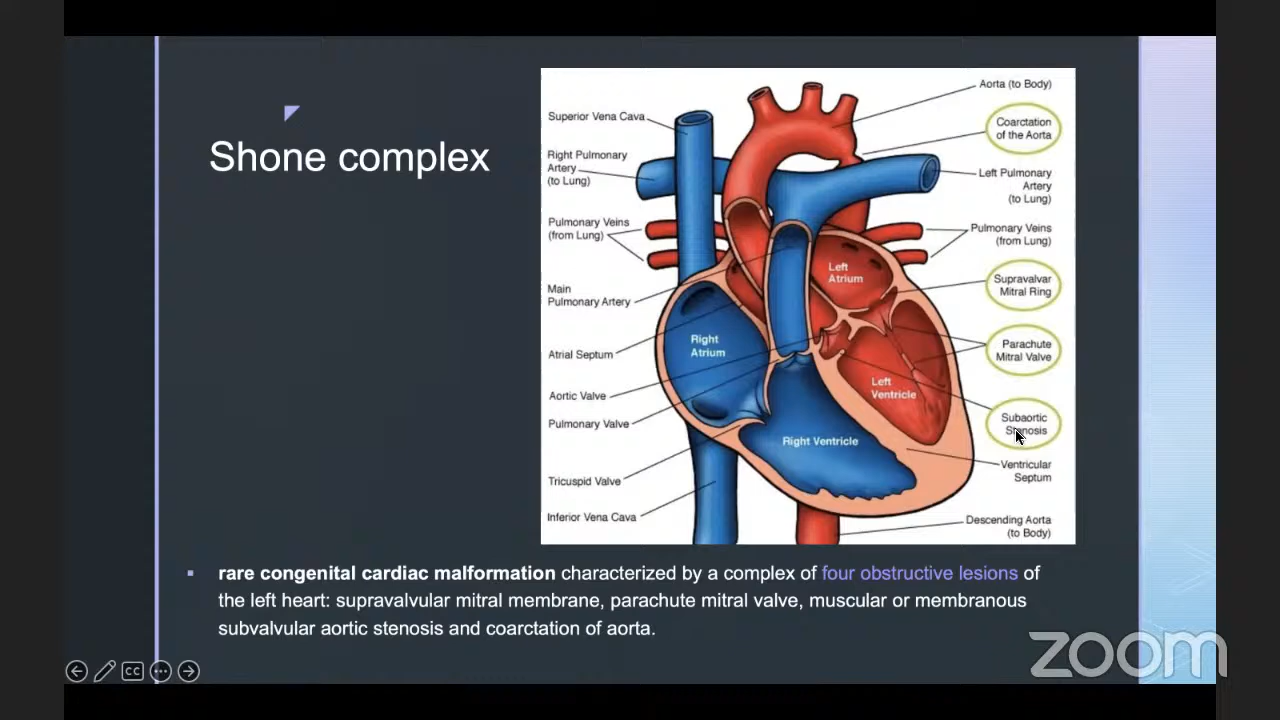 Shone complex
Superior Vena Cava
Right Pulmonary
Artery
(to Lung)
Pulmonary Veins
(from Lung)
Main
Pulmonary Artery
Atrial Septum
Aortic Valve
Pulmonary Valve
Tricuspid Valve
Inferior Vena Cava
Left
Atrium
Right
Atrium
Left
Ventricle
Right Ventricle
Aorta (to Body)
Coarctation
of the Aorta
Left Pulmonary
Artery
(to Lung)
Pulmonary Veins
(from Lung)
Supravalvar
Mitral Ring
Parachute
Mitral Valve
Subaortic
Stenosis
Ventricular
Septum
Descending Aorta
(to Body)
rare congenital cardiac malformation characterized by a complex of four obstructive lesions of
the left heart: supravalvular mitral membrane, parachute mitral valve, muscular or membranous
subvalvular aortic stenosis and coarctation of aorta.
CC
zoom